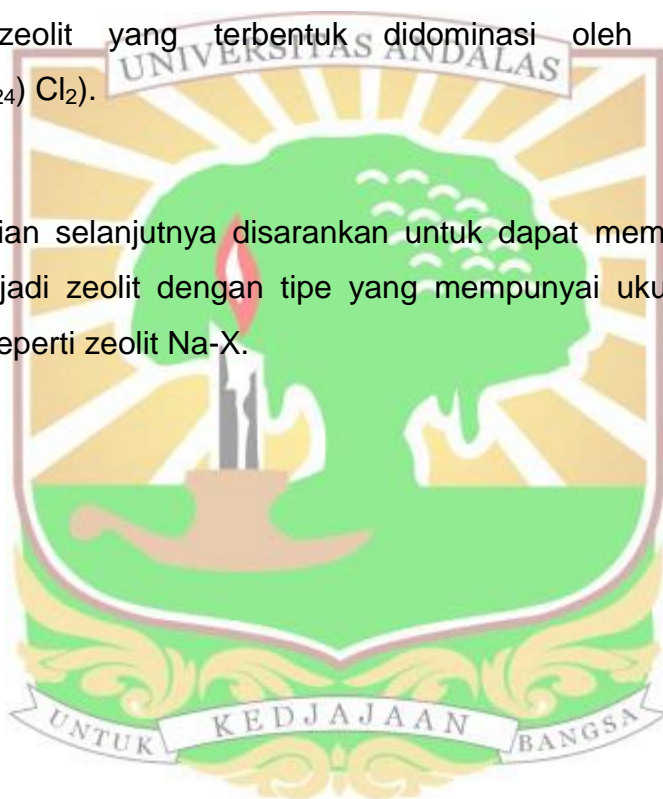 zeolit yang terbentuk didominasi oleh
UNIVERSITAS ANDALAS
₂₄) Cl₂).
ian selanjutnya disarankan untuk dapat mem
jadi zeolit dengan tipe yang mempunyai uku
eperti zeolit Na-X.
UNTUK KEDJAJAAN BANGSA